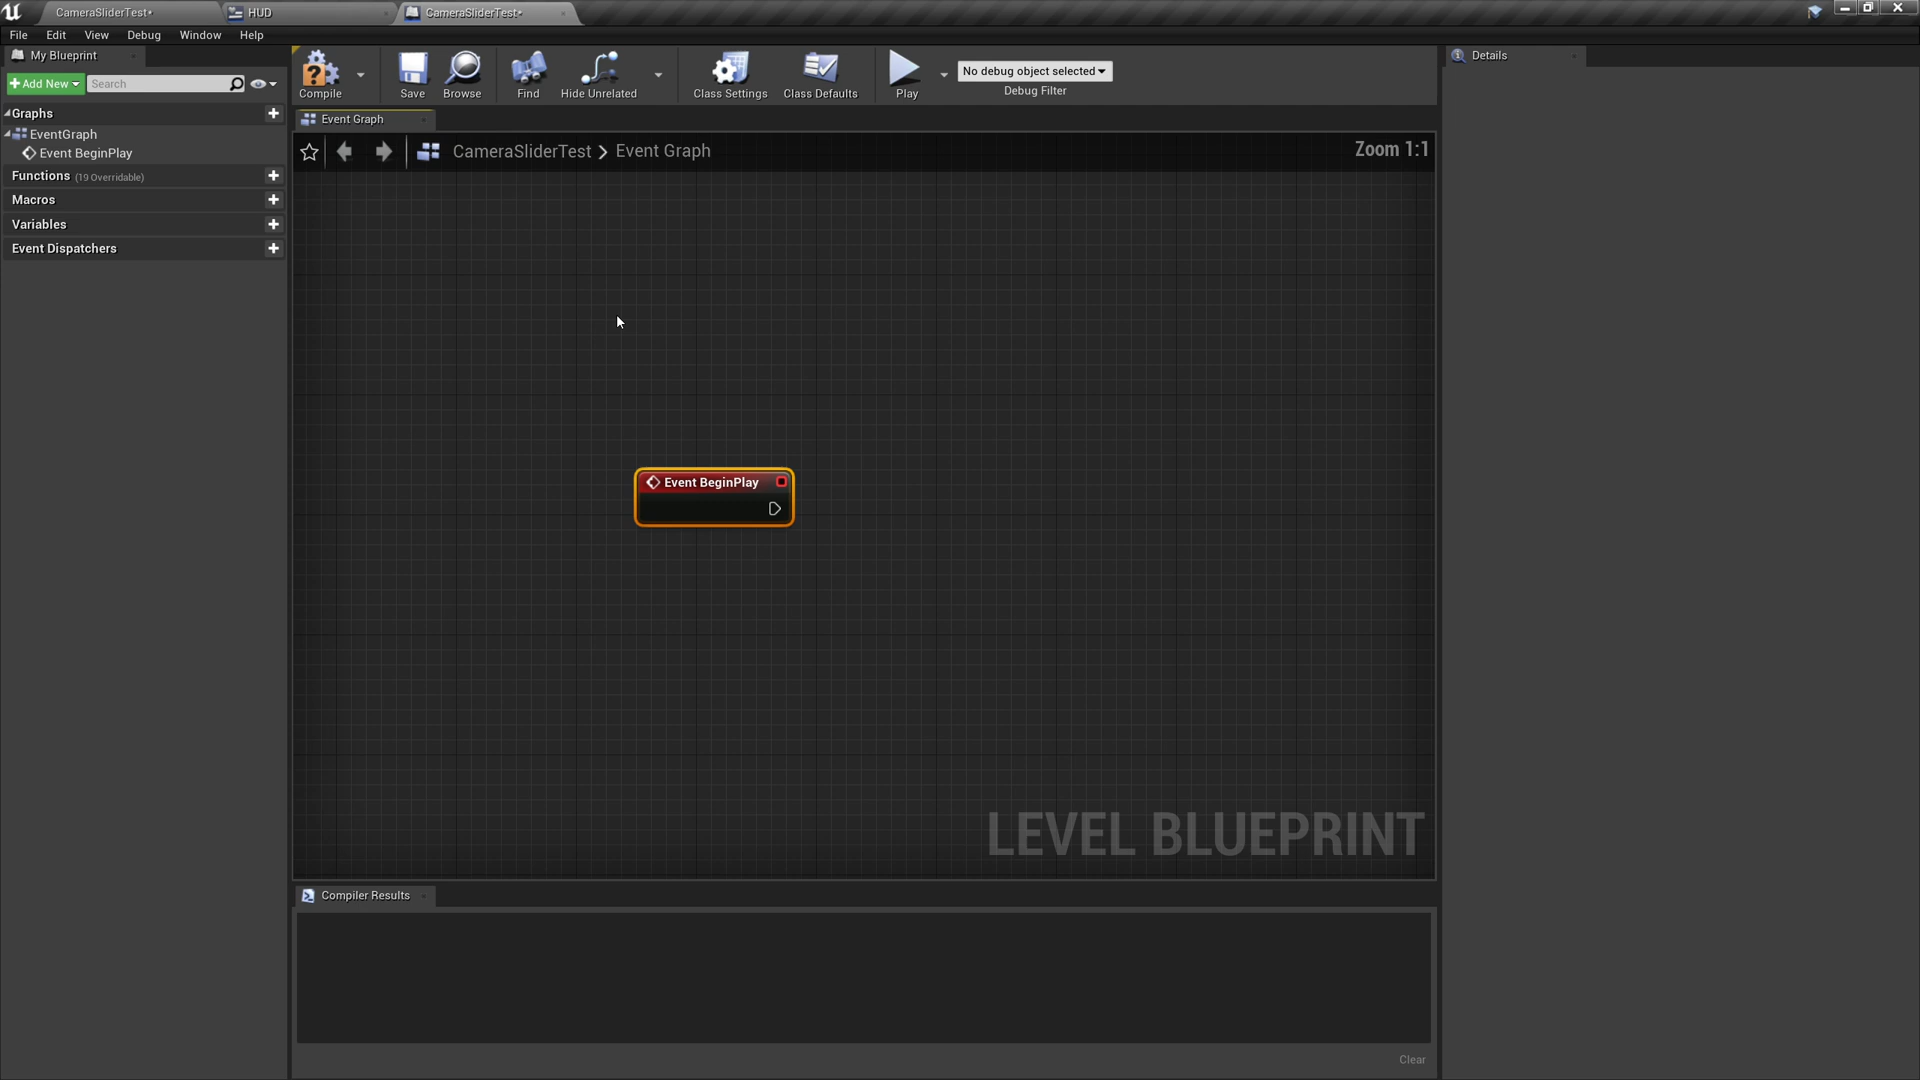 CameraSliderTest•
HUD
CameraSliderTest•
File Edit View Debug Window Help
My Blueprint
Add New
Search
Graphs
EventGraph
Event BeginPlay
Functions (19 Overridable)
Macros
Variables
Event Dispatchers
Compile
Save
Browse
Find
Hide Unrelated
Class Settings
Class Defaults
Play
No debug object selected
Debug Filter
Event Graph
CameraSliderTest > Event Graph
Zoom 1:1
Event BeginPlay
LEVEL BLUEPRINT
Compiler Results
Clear
Details